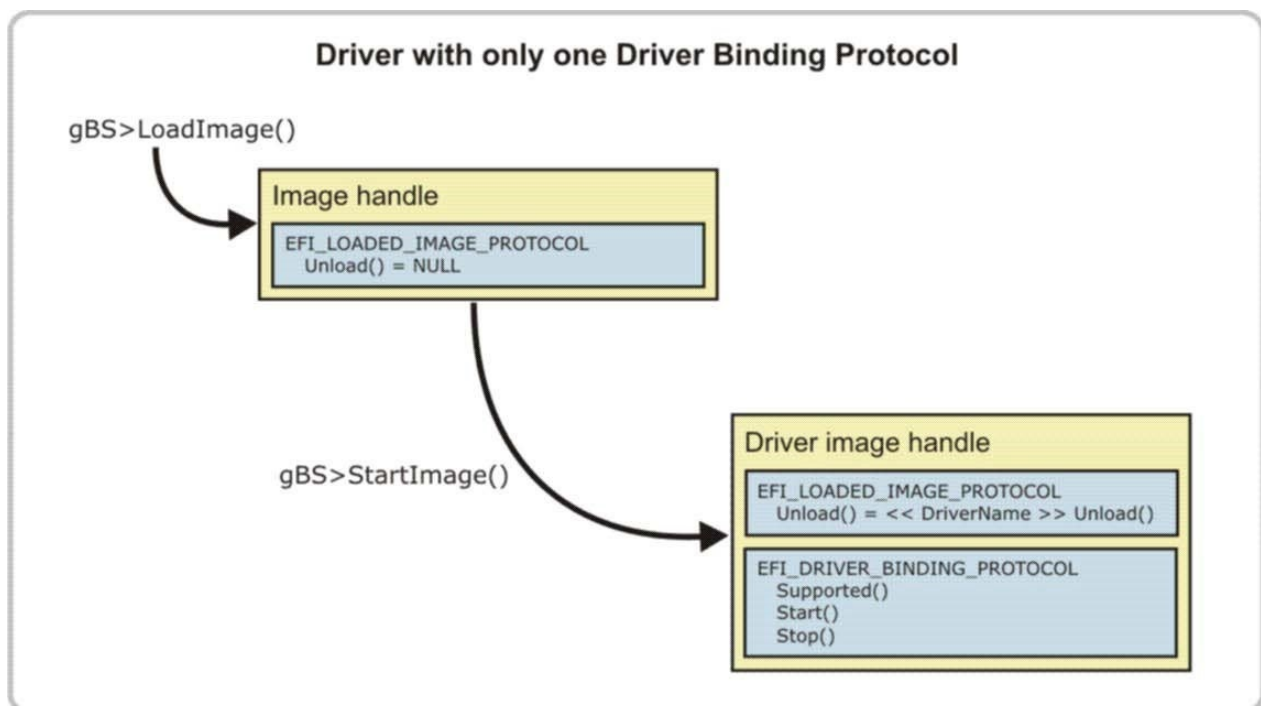 Driver with only one Driver Binding Protocol
gBS>LoadImage()
Image handle
EFI_LOADED_IMAGE_PROTOCOL
Unload() = NULL
gBS>StartImage()
Driver image handle
EFI_LOADED_IMAGE_PROTOCOL
Unload() = << DriverName >> Unload()
EFI_DRIVER_BINDING_PROTOCOL
Supported()
Start()
Stop()